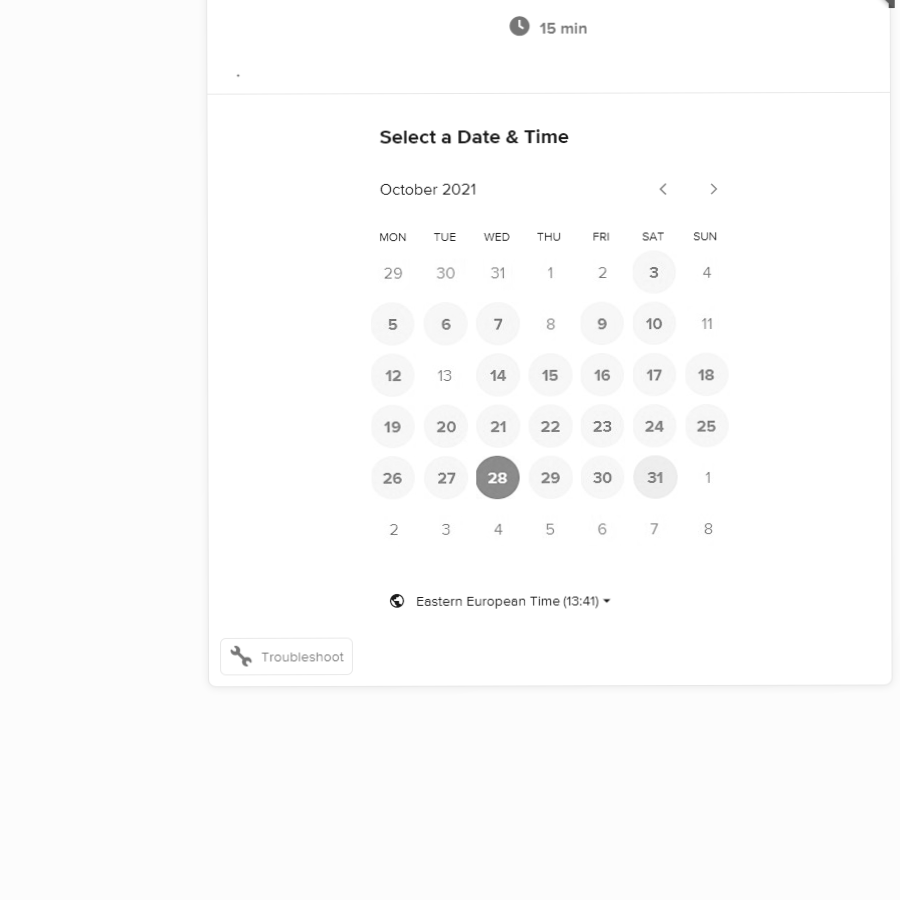 15 min
.
Select a Date & Time
October 2021
MON TUE WED THU FRI SAT SUN
29 30 31 1 2 3 4
5 6 7 8 9 10 11
12 13 14 15 16 17 18
19 20 21 22 23 24 25
26 27 28 29 30 31 1
2 3 4 5 6 7 8
Eastern European Time (13:41)
Troubleshoot